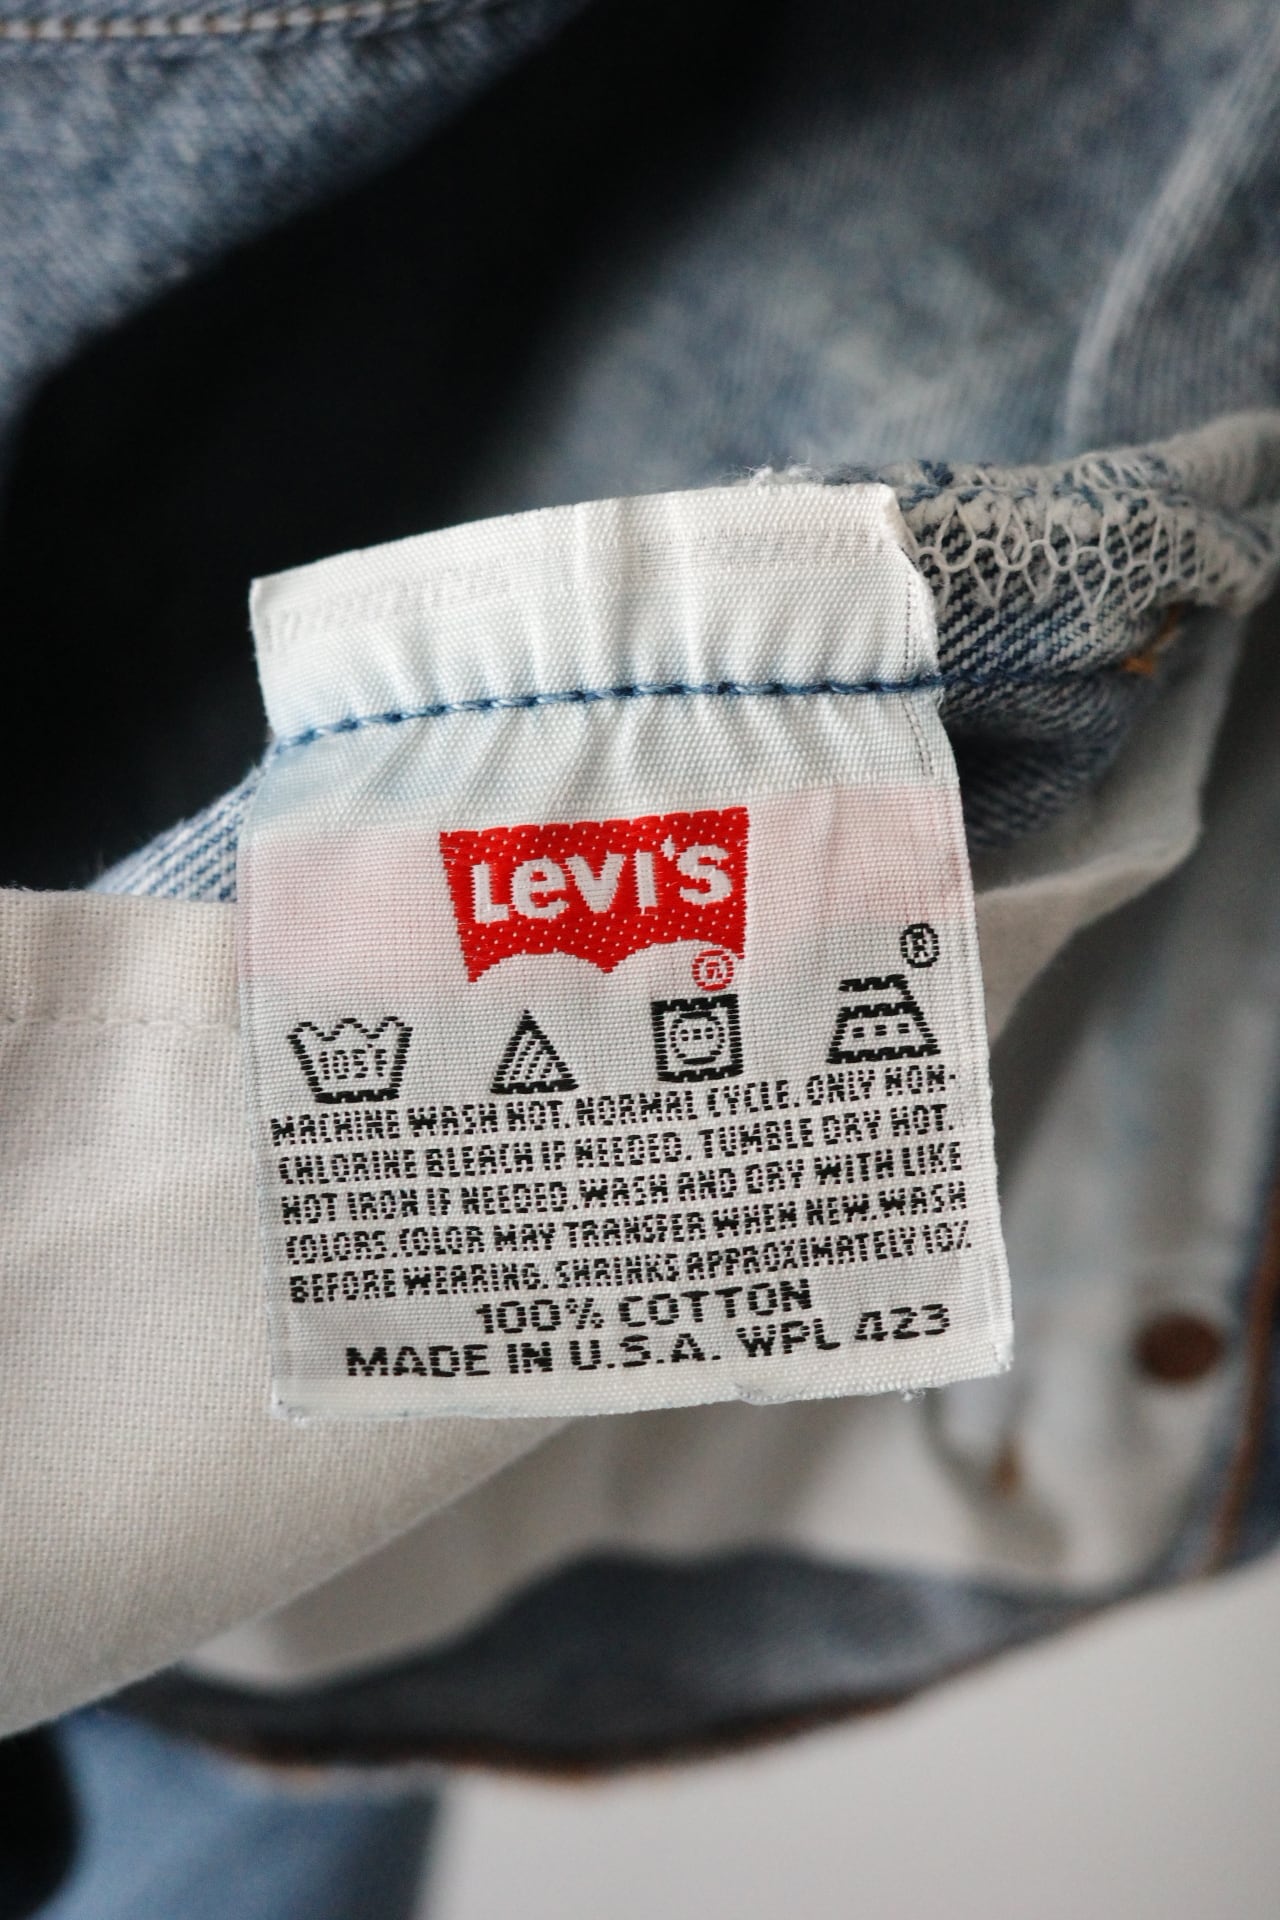 Levi's
®
®
105°F
MACHINE WASH HOT. NORMAL CYCLE. ONLY NON-
CHLORINE BLEACH IF NEEDED. TUMBLE DRY HOT.
HOT IRON IF NEEDED. WASH AND DRY WITH LIKE
COLORS. COLOR MAY TRANSFER WHEN NEW. WASH
BEFORE WEARING. SHRINKS APPROXIMATELY 10%
100% COTTON
MADE IN U.S.A. WPL 423